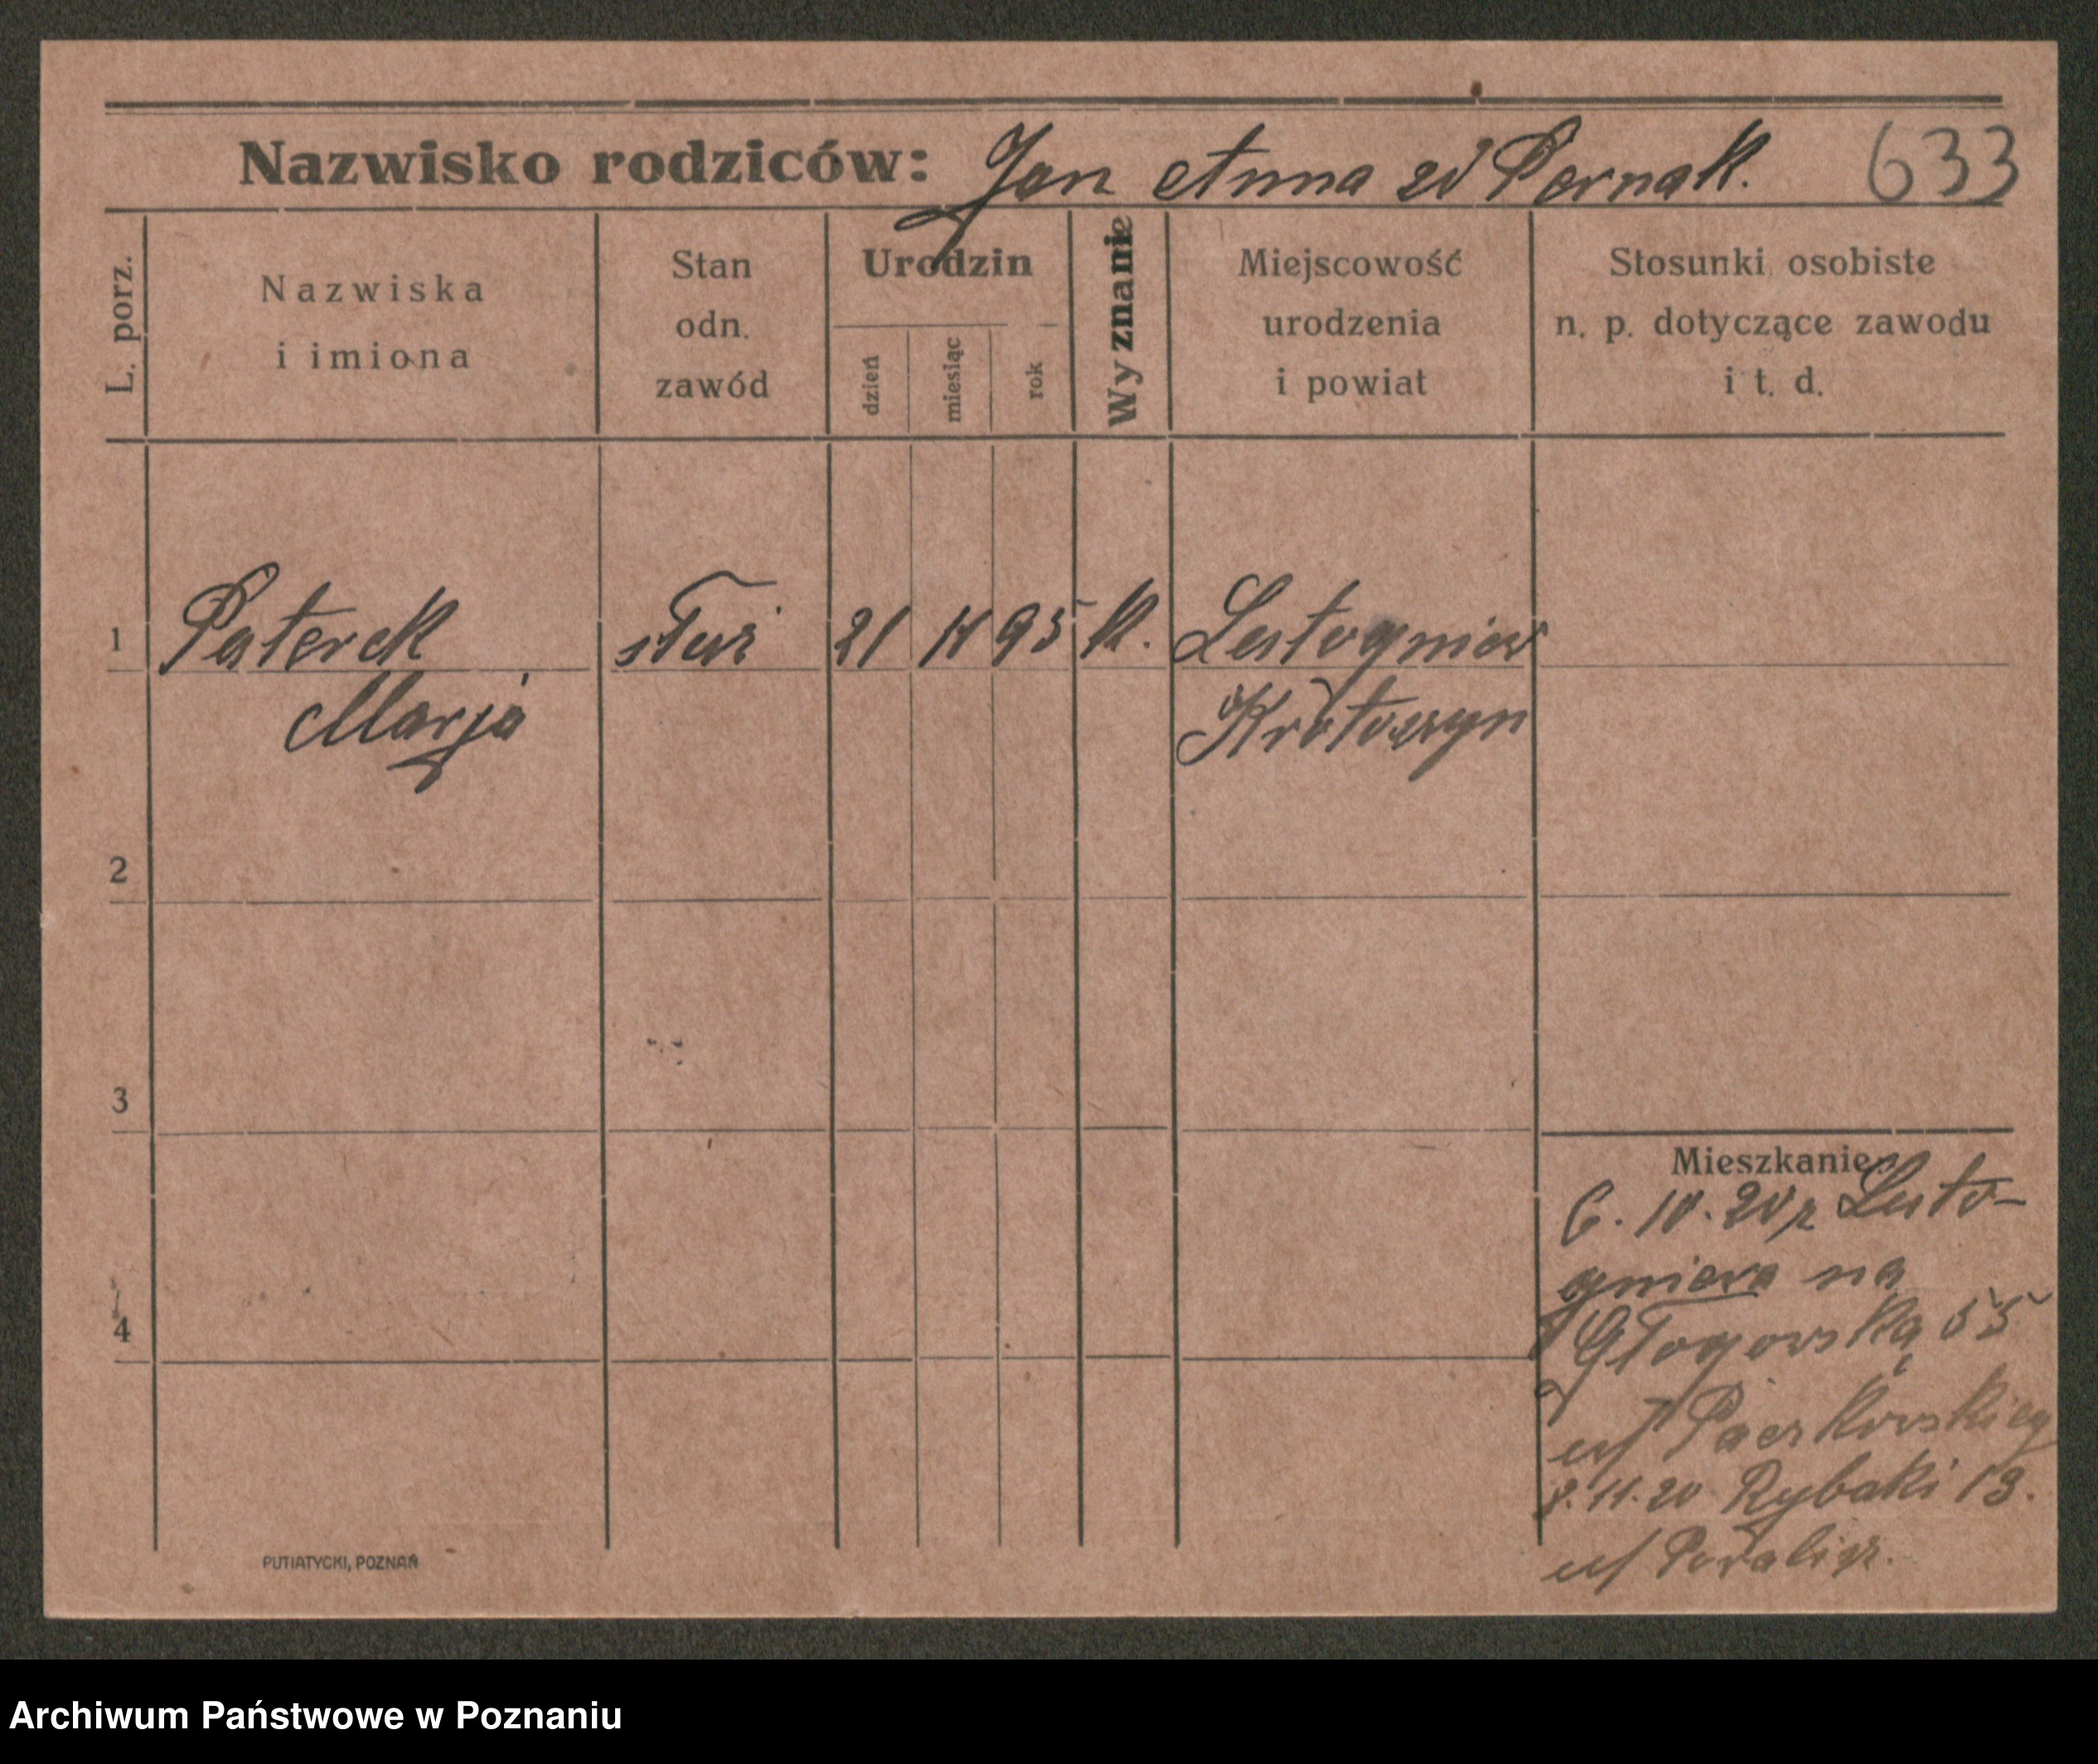 Nazwisko rodziców: Jan Anna zd Pernak. 633
L. porz.
Nazwiska i imiona
Stan odn. zawód
Urodzin
dzień
miesiąc
rok
Wyznanie
Miejscowość urodzenia i powiat
Stosunki osobiste n. p. dotyczące zawodu i t. d.
1 Paterek służ 21 11 95 k. Lutogniew
Marja Krotoszyn
2
3
Mieszkanie:
6. 10. 20 z Luto-
gniewa na
4
Głogowską 55
u/
8. 11. 20 Rybaki 13.
u/
PUTIATYCKI, POZNAŃ
Archiwum Państwowe w Poznaniu